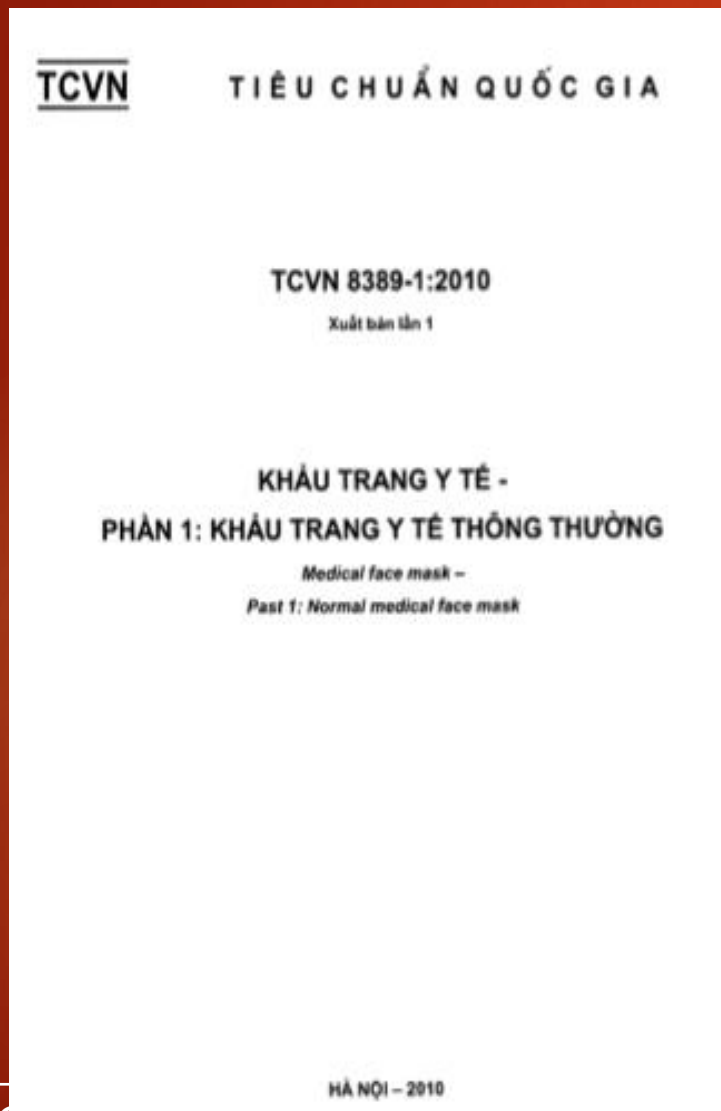 TCVN
TIÊU CHUẨN QUỐC GIA
TCVN 8389-1:2010
Xuất bản lần 1
KHẨU TRANG Y TẾ -
PHẦN 1: KHẨU TRANG Y TẾ THÔNG THƯỜNG
Medical face mask –
Past 1: Normal medical face mask
HÀ NỘI – 2010